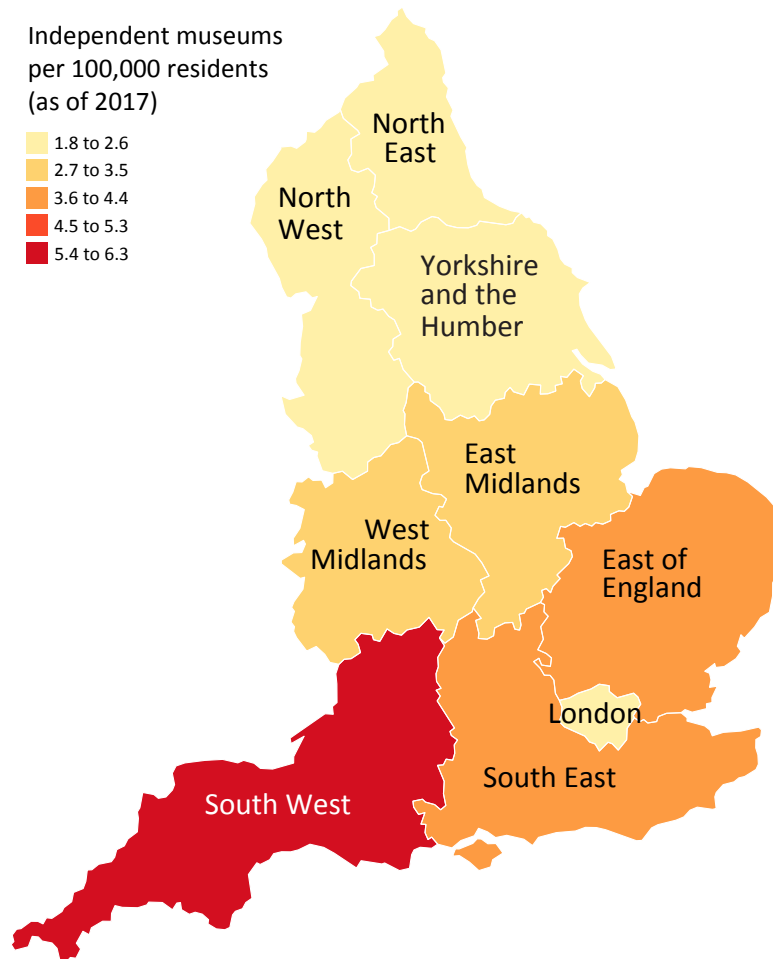 Independent museums
per 100,000 residents
(as of 2017)
1.8 to 2.6
2.7 to 3.5
3.6 to 4.4
4.5 to 5.3
5.4 to 6.3
North
East
North
West
Yorkshire
and the
Humber
East
Midlands
West
Midlands
East of
England
London
South East
South West